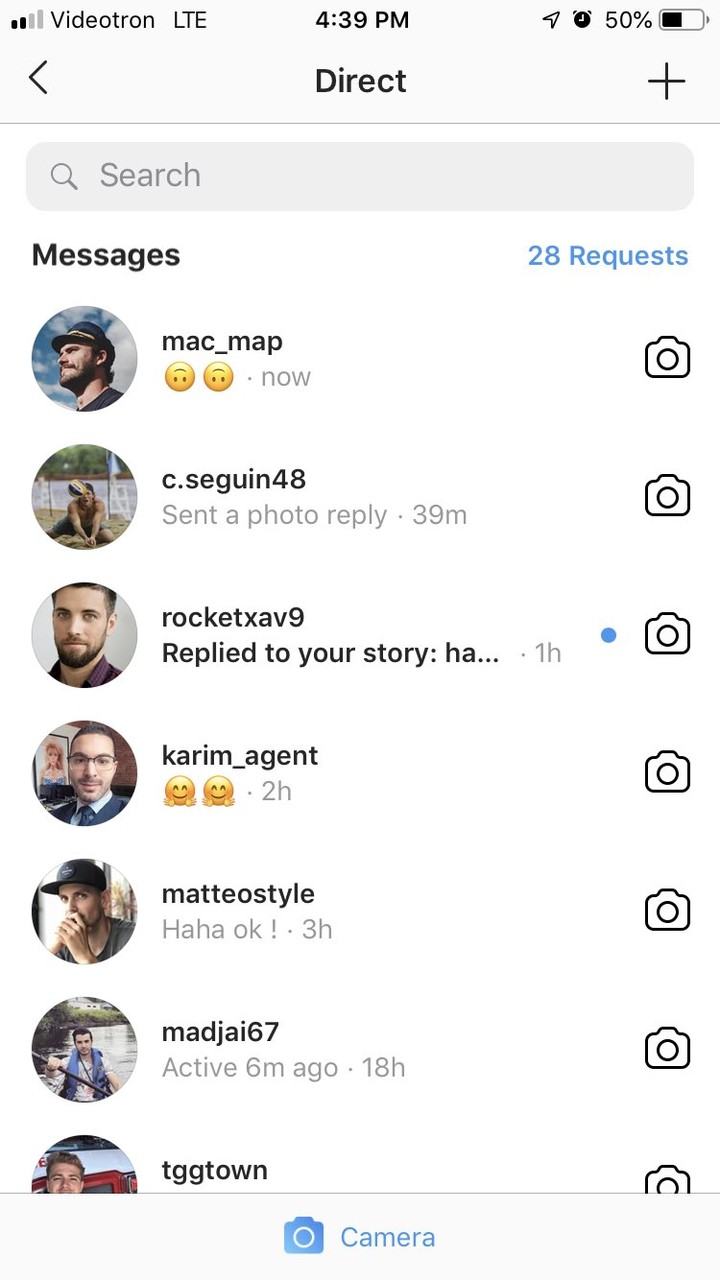 Videotron LTE 4:39 PM 50%
Direct
Search
Messages 28 Requests
mac_map
🙃🙃 · now
c.seguin48
Sent a photo reply · 39m
rocketxav9
Replied to your story: ha... · 1h
karim_agent
🤗🤗 · 2h
matteostyle
Haha ok ! · 3h
madjai67
Active 6m ago · 18h
tggtown
Camera